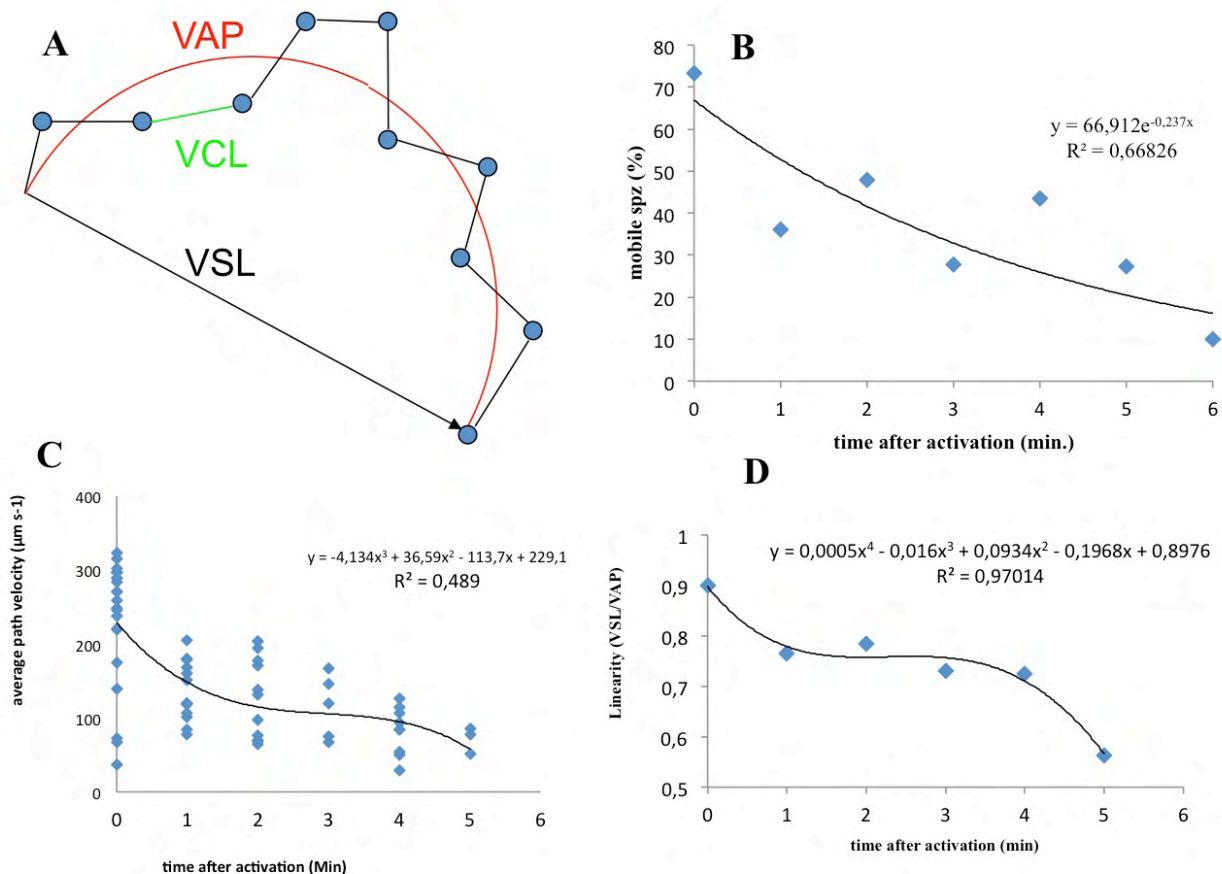 A
VAP
VCL
VSL
B
mobile spz (%)
80
70
60
50
40
30
20
10
0
y = 66,912e^-0,237x
R² = 0,66826
0 1 2 3 4 5 6
time after activation (min.)
C
average path velocity (µm s-1)
400
300
200
100
0
y = -4,134x³ + 36,59x² - 113,7x + 229,1
R² = 0,489
0 1 2 3 4 5 6
time after activation (Min)
D
Linearity (VSL/VAP)
1
0,9
0,8
0,7
0,6
0,5
y = 0,0005x⁴ - 0,016x³ + 0,0934x² - 0,1968x + 0,8976
R² = 0,97014
0 1 2 3 4 5 6
time after activation (min)